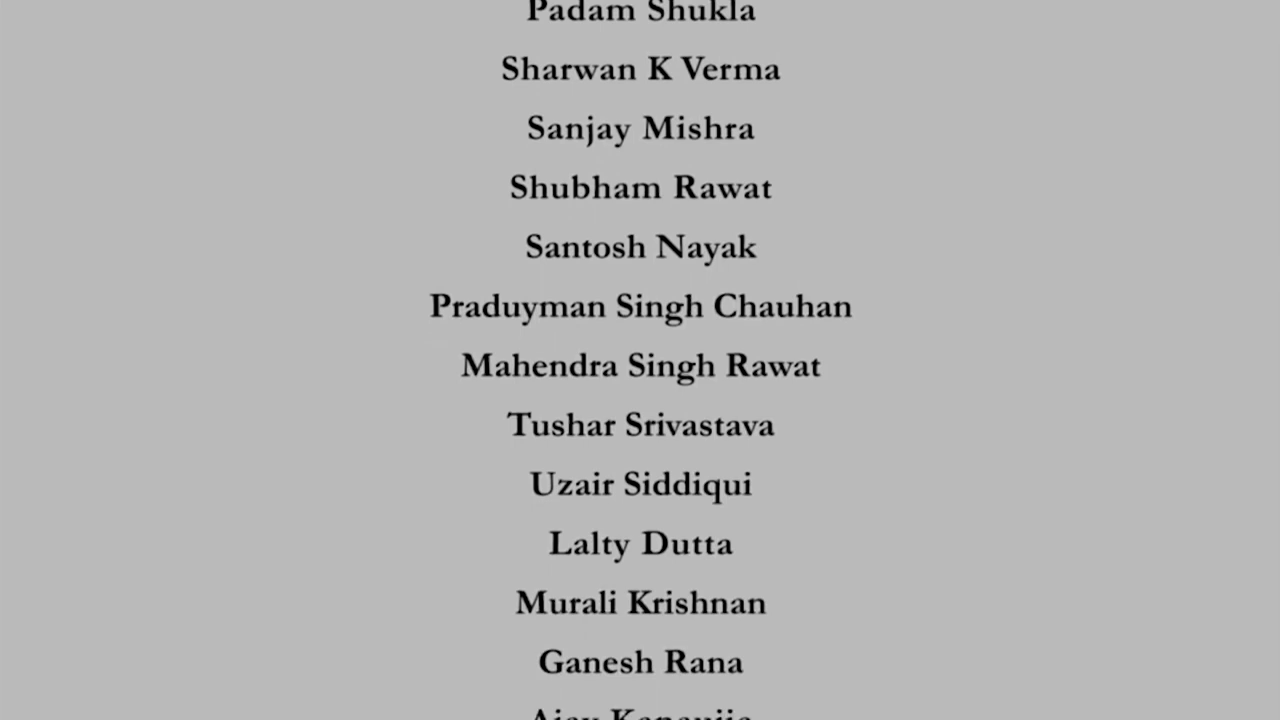 Padam Shukla
Sharwan K Verma
Sanjay Mishra
Shubham Rawat
Santosh Nayak
Praduyman Singh Chauhan
Mahendra Singh Rawat
Tushar Srivastava
Uzair Siddiqui
Lalty Dutta
Murali Krishnan
Ganesh Rana
Ajay